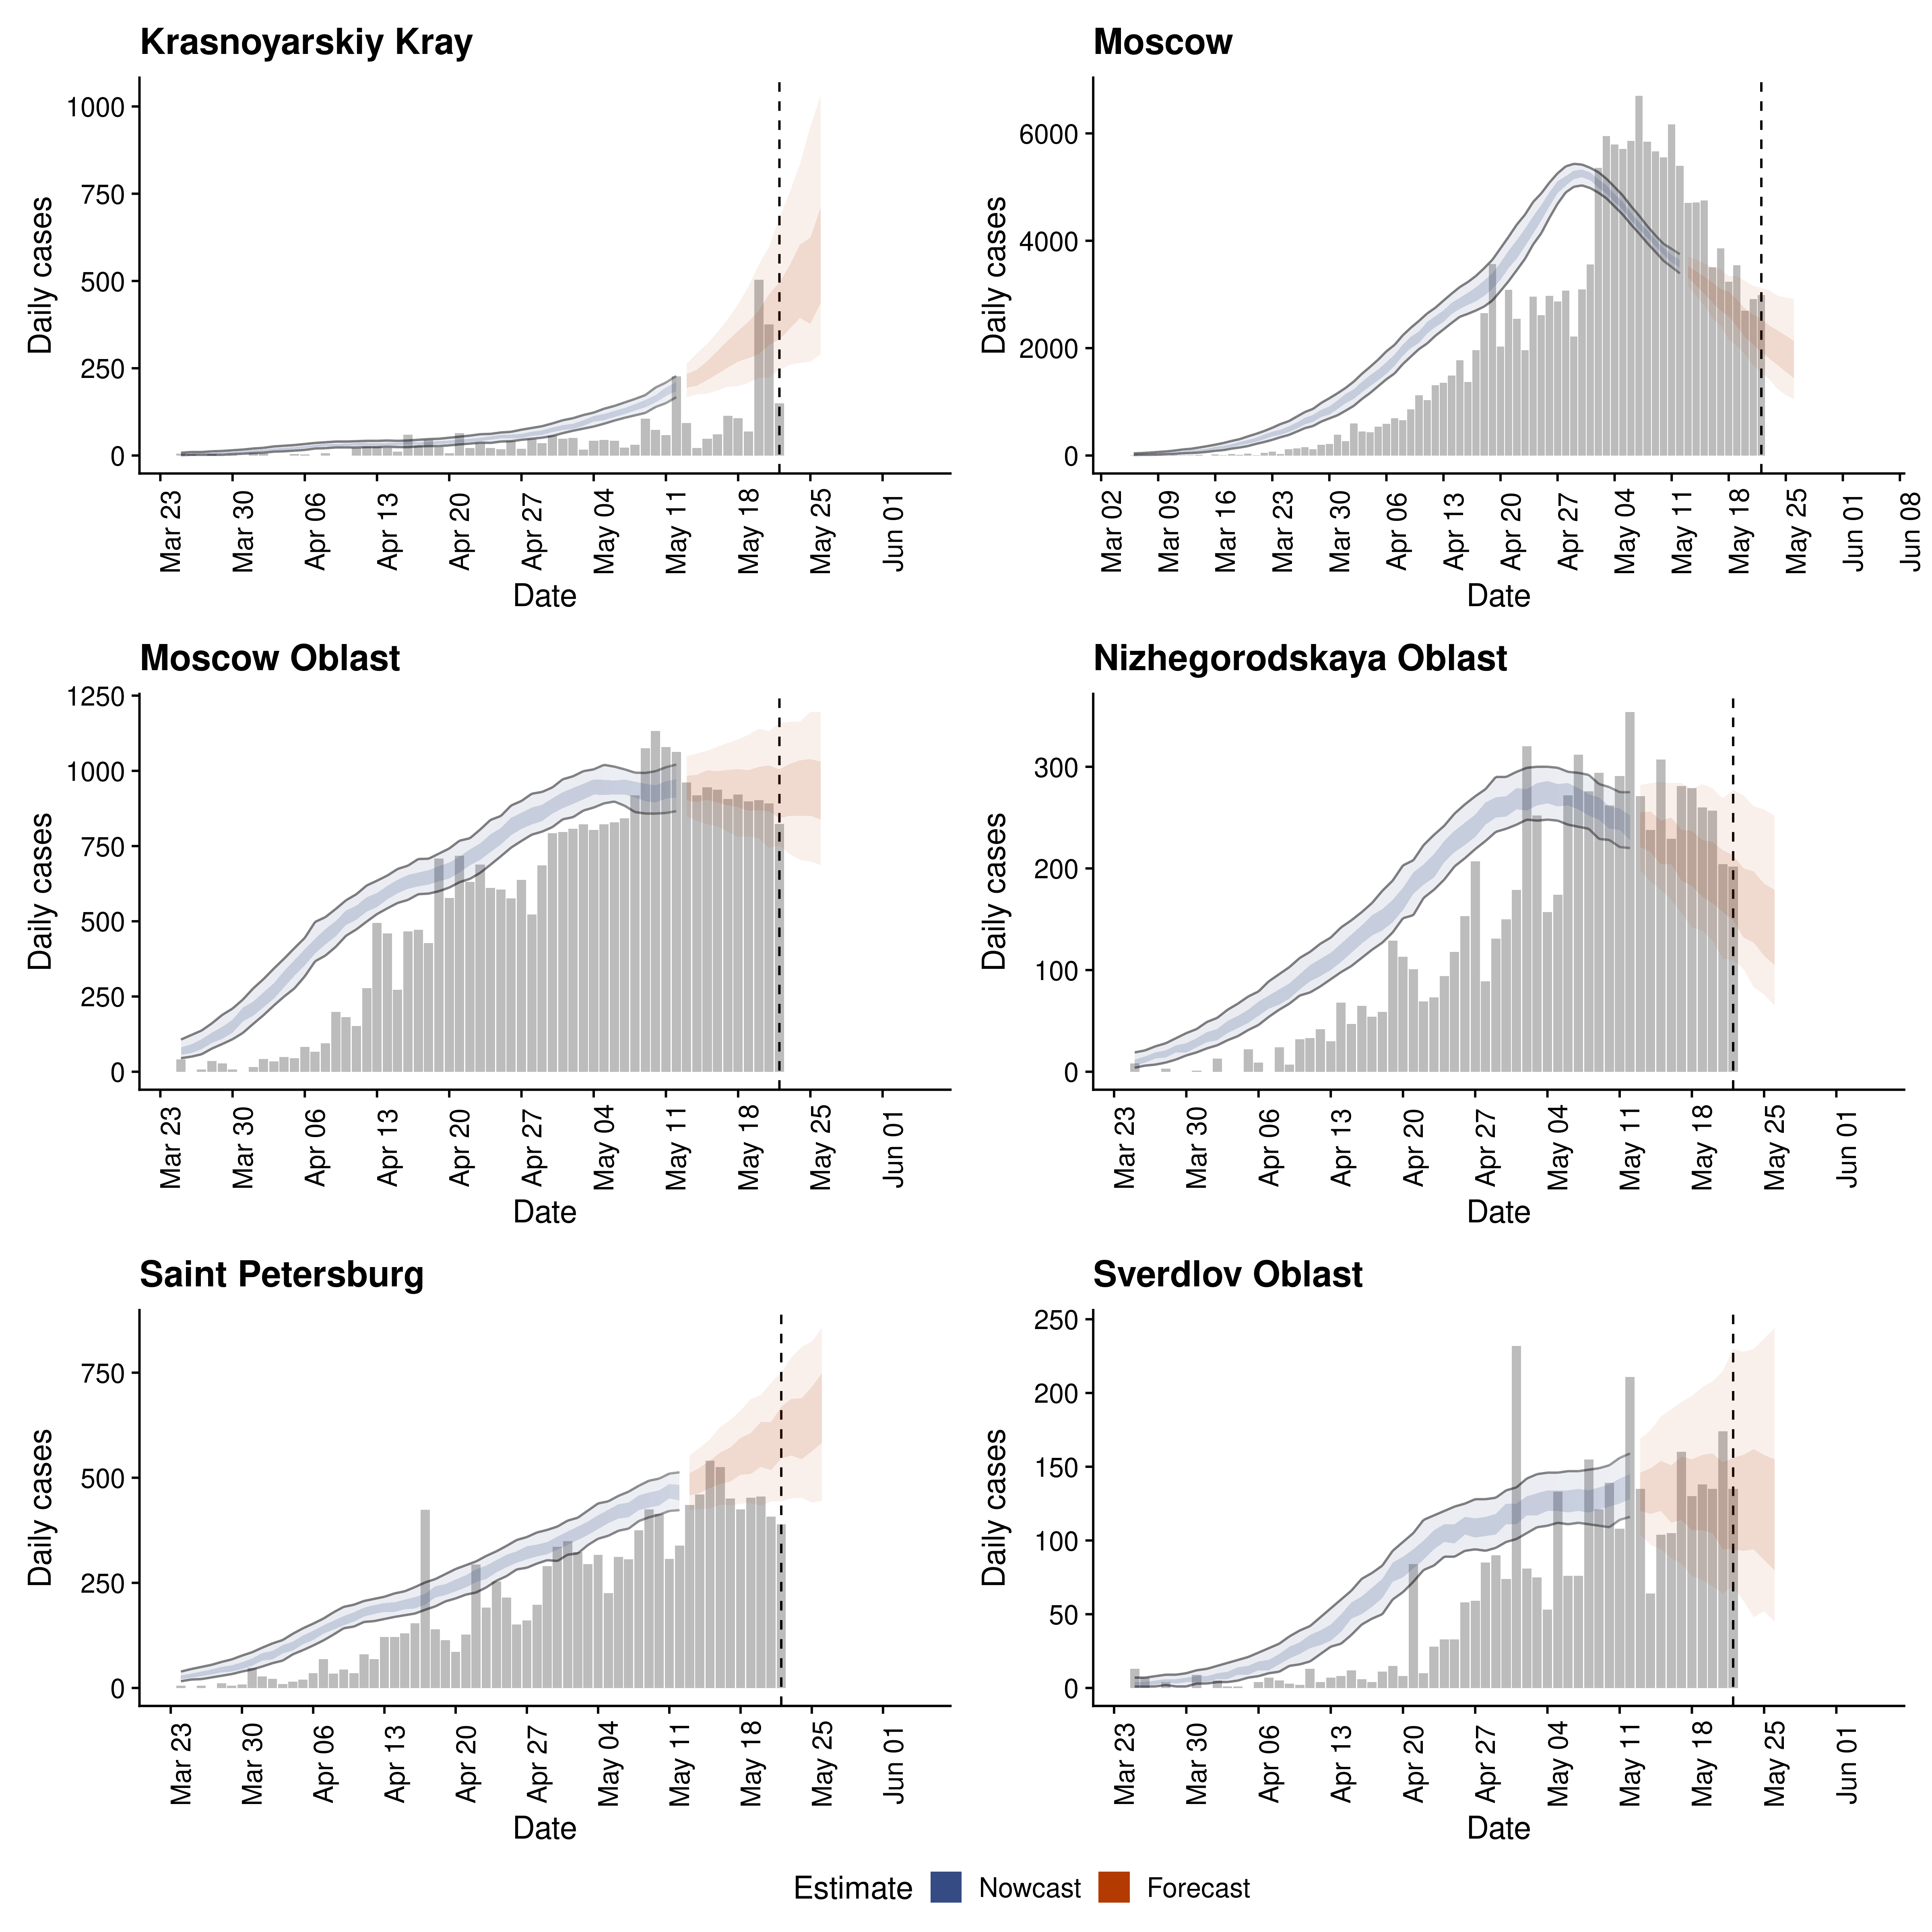 Krasnoyarskiy Kray
Daily cases
1000
750
500
250
0
Mar 23
Mar 30
Apr 06
Apr 13
Apr 20
Apr 27
May 04
May 11
May 18
May 25
Jun 01
Date
Moscow
Daily cases
6000
4000
2000
0
Mar 02
Mar 09
Mar 16
Mar 23
Mar 30
Apr 06
Apr 13
Apr 20
Apr 27
May 04
May 11
May 18
May 25
Jun 01
Jun 08
Date
Moscow Oblast
Daily cases
1250
1000
750
500
250
0
Mar 23
Mar 30
Apr 06
Apr 13
Apr 20
Apr 27
May 04
May 11
May 18
May 25
Jun 01
Date
Nizhegorodskaya Oblast
Daily cases
300
200
100
0
Mar 23
Mar 30
Apr 06
Apr 13
Apr 20
Apr 27
May 04
May 11
May 18
May 25
Jun 01
Date
Saint Petersburg
Daily cases
750
500
250
0
Mar 23
Mar 30
Apr 06
Apr 13
Apr 20
Apr 27
May 04
May 11
May 18
May 25
Jun 01
Date
Sverdlov Oblast
Daily cases
250
200
150
100
50
0
Mar 23
Mar 30
Apr 06
Apr 13
Apr 20
Apr 27
May 04
May 11
May 18
May 25
Jun 01
Date
Estimate Nowcast Forecast